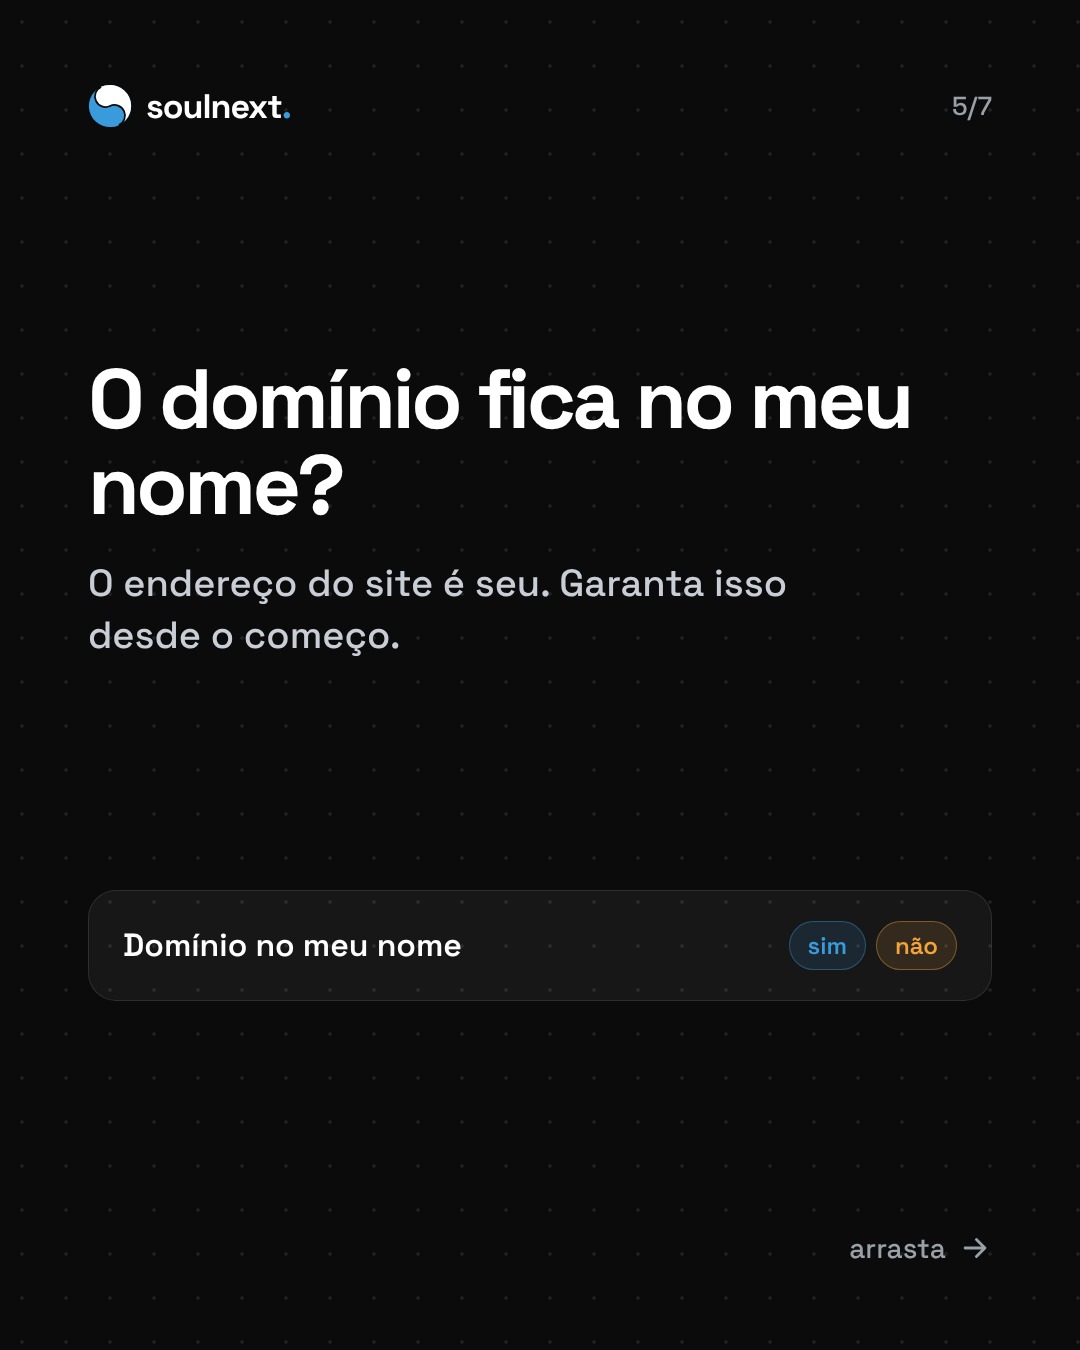 soulnext.
5/7
O domínio fica no meu
nome?
O endereço do site é seu. Garanta isso
desde o começo.
Domínio no meu nome
sim
não
arrasta →